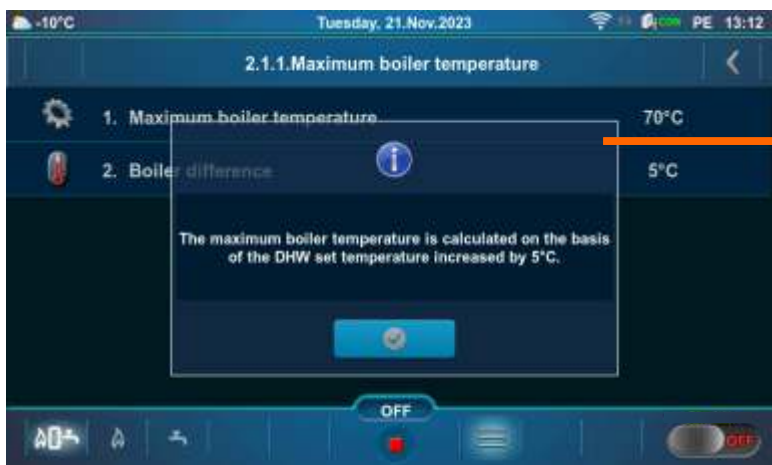 -10°C Tuesday, 21.Nov.2023 PE 13:12
2.1.1.Maximum boiler temperature
1. Maximum boiler temperature 70°C
2. Boiler difference 5°C
The maximum boiler temperature is calculated on the basis
of the DHW set temperature increased by 5°C.
OFF
OFF